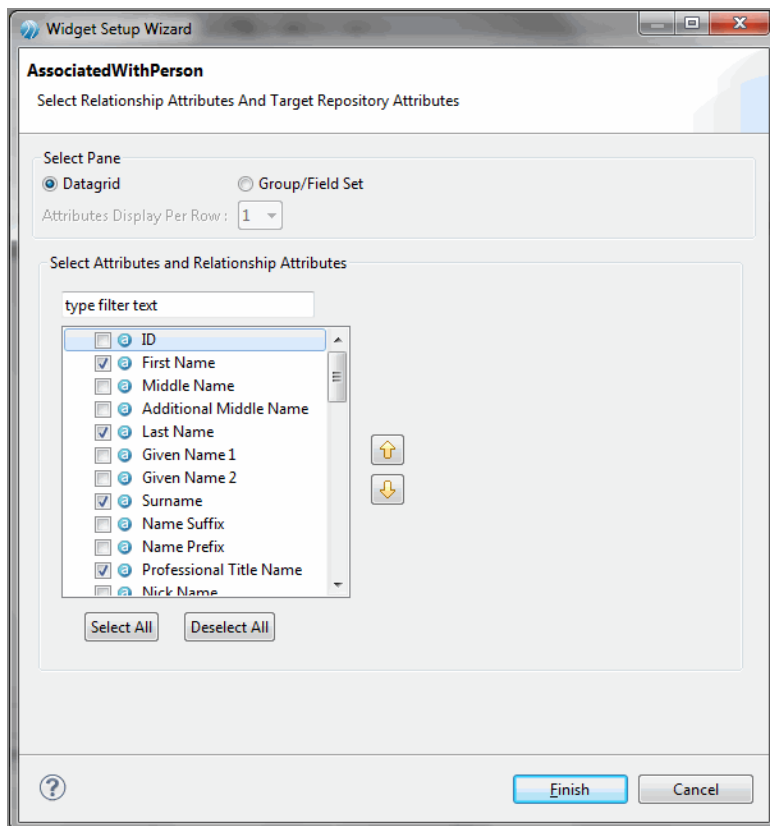 Widget Setup Wizard
AssociatedWithPerson
Select Relationship Attributes And Target Repository Attributes
Select Pane
Datagrid Group/Field Set
Attributes Display Per Row : 1
Select Attributes and Relationship Attributes
type filter text
a ID
a First Name
a Middle Name
a Additional Middle Name
a Last Name
a Given Name 1
a Given Name 2
a Surname
a Name Suffix
a Name Prefix
a Professional Title Name
a Nick Name
Select All Deselect All
? Finish Cancel